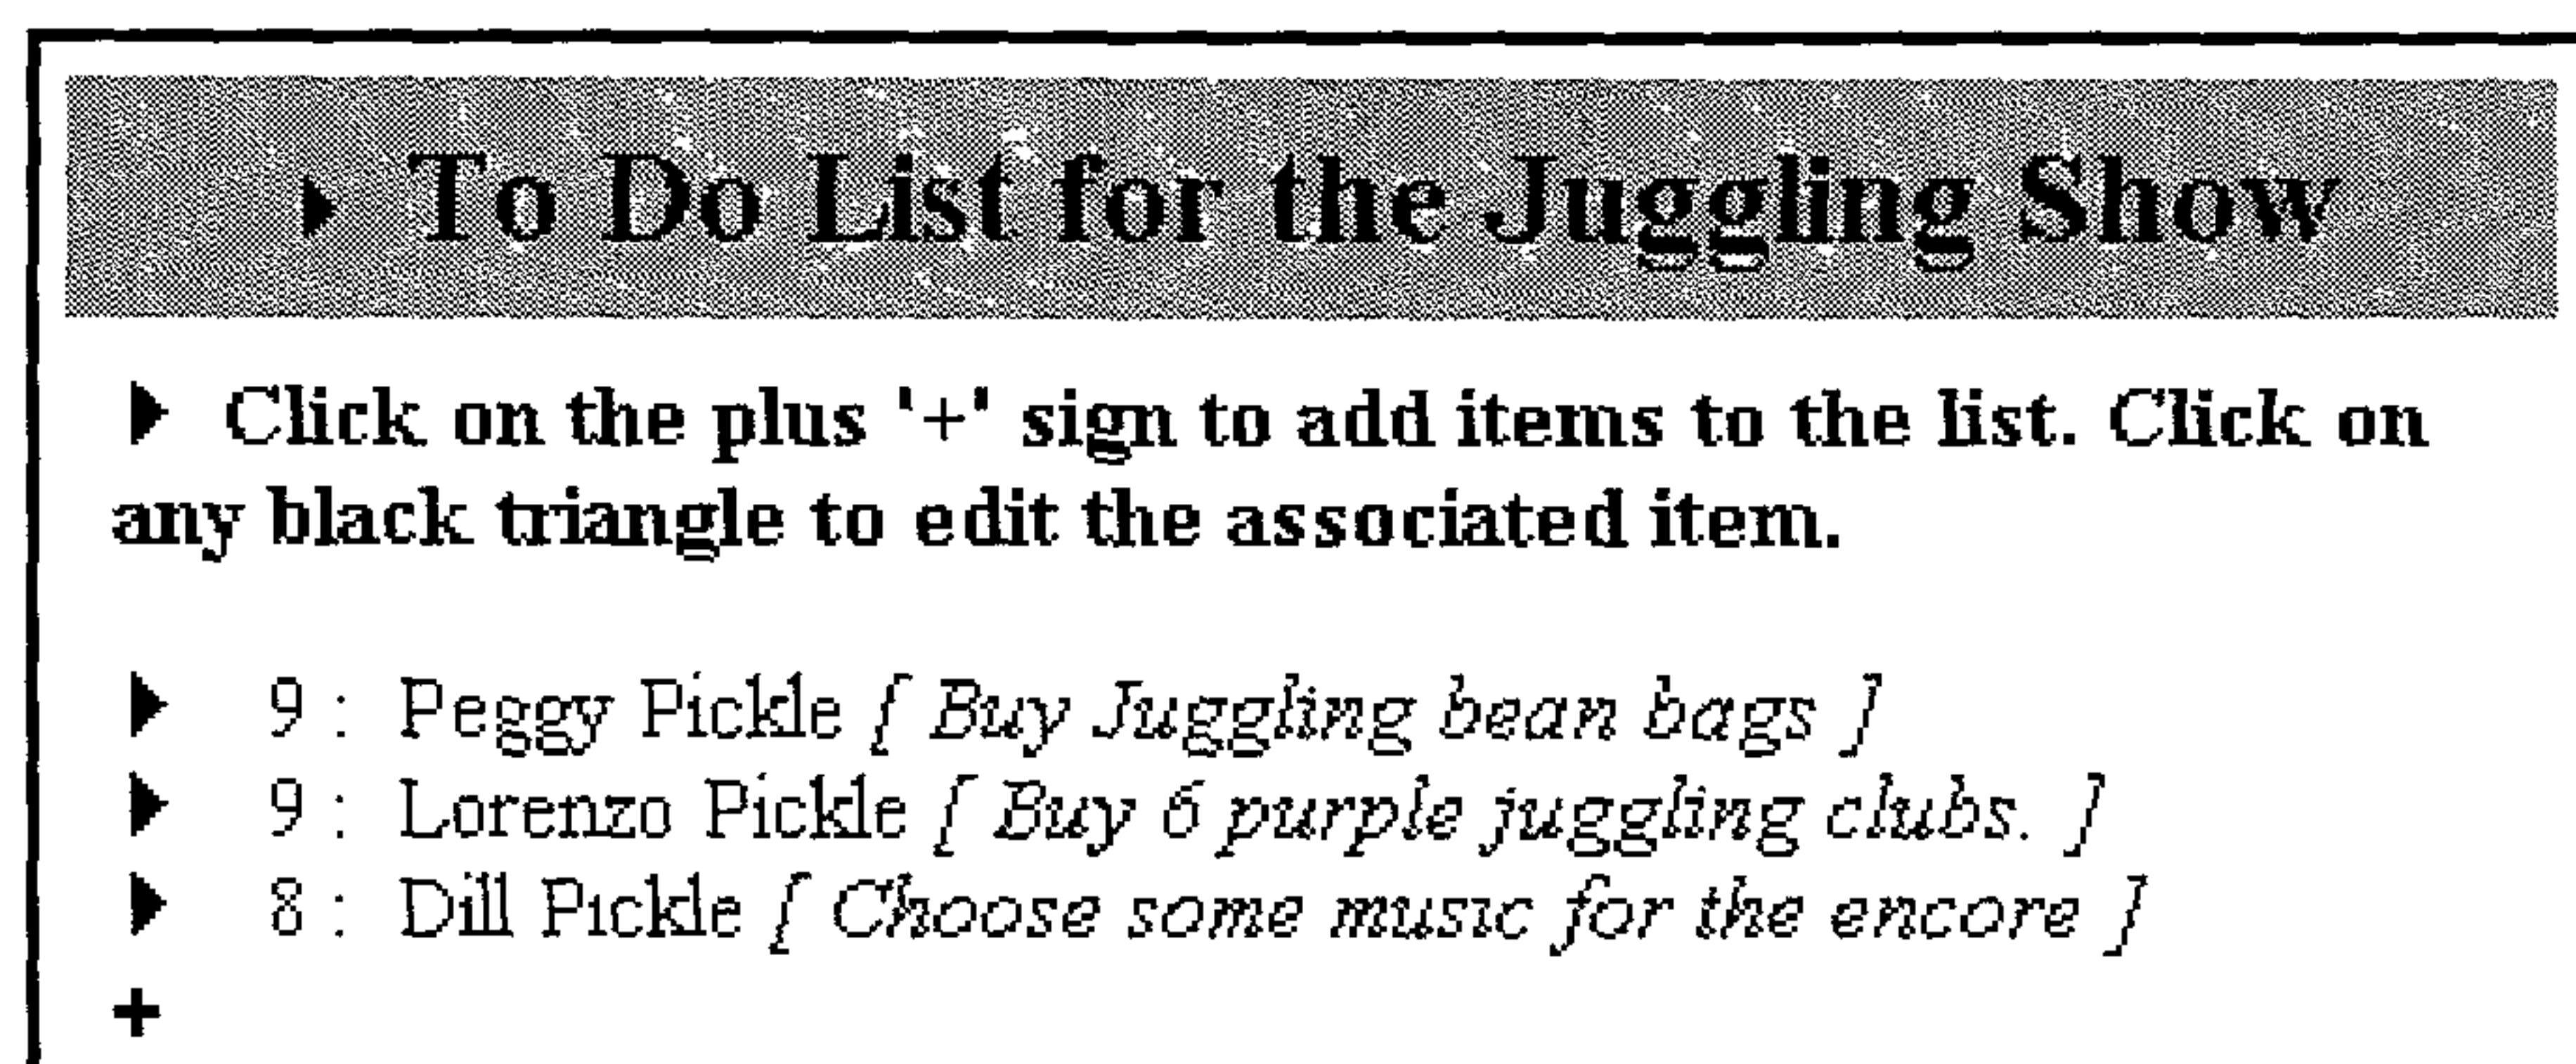 To Do List for the Juggling Show
Click on the plus '+' sign to add items to the list. Click on
any black triangle to edit the associated item.
9 : Peggy Pickle [ Buy Juggling bean bags ]
9 : Lorenzo Pickle [ Buy 6 purple juggling clubs. ]
8 : Dill Pickle [ Choose some music for the encore ]
+